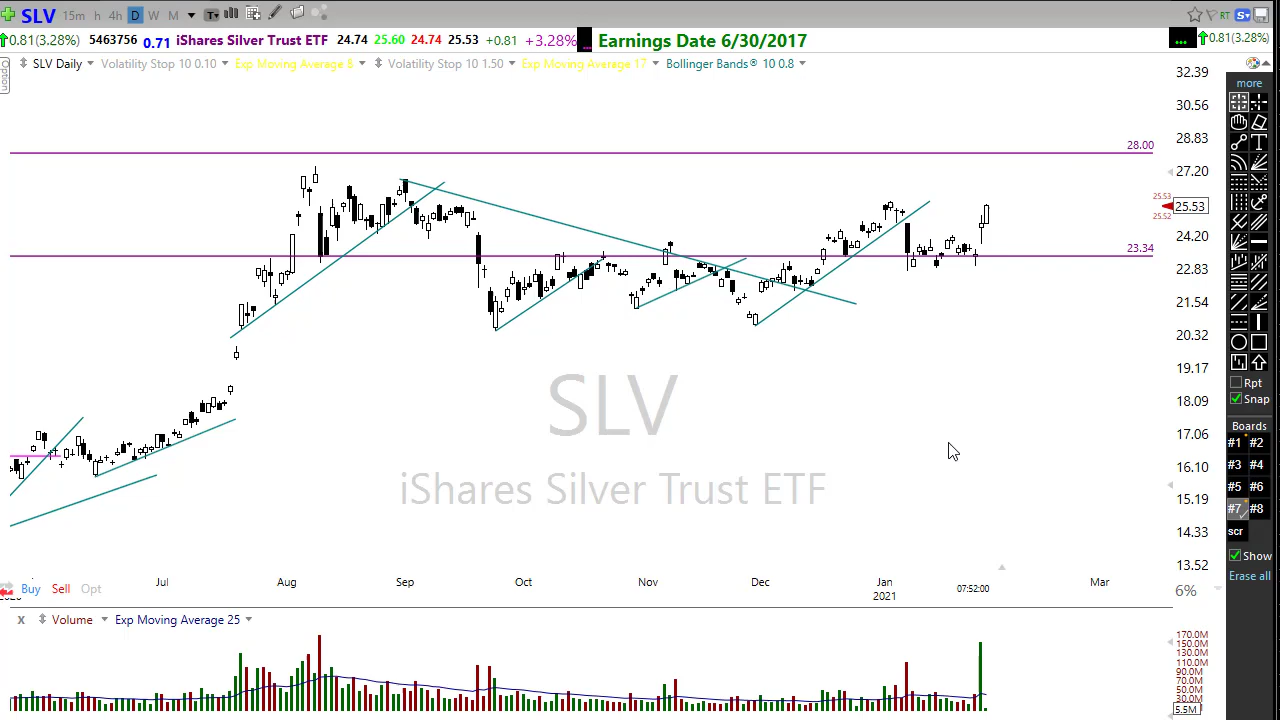 SLV 15m h 4h D W M T
RT S
0.81(3.28%) 5463756 0.71 iShares Silver Trust ETF 24.74 25.60 24.74 25.53 +0.81 +3.28% ... Earnings Date 6/30/2017 ... 0.81(3.28%)
Option
SLV Daily Volatility Stop 10 0.10 Exp Moving Average 8 Volatility Stop 10 1.50 Exp Moving Average 17 Bollinger Bands® 10 0.8
32.39
30.56
28.83
27.20
25.53
25.53
25.52
24.20
22.83
21.54
20.32
19.17
18.09
17.06
16.10
15.19
14.33
13.52
28.00
23.34
SLV
iShares Silver Trust ETF
more
T
Rpt
Snap
Boards
#1 #2
#3 #4
#5 #6
#7 #8
scr
Show
Erase all
Jul Aug Sep Oct Nov Dec Jan Mar
2021 07:52:00
Buy Sell Opt
6%
X Volume Exp Moving Average 25
170.0M
150.0M
130.0M
110.0M
90.0M
70.0M
50.0M
30.0M
5.5M